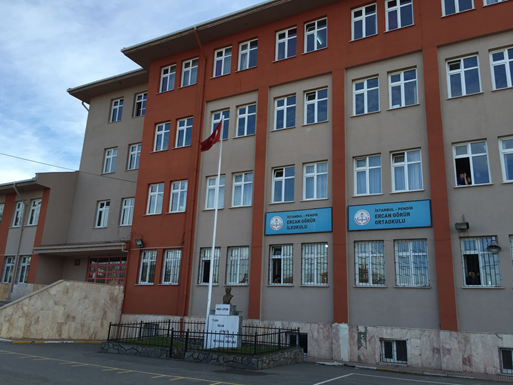 İSTANBUL - PENDİK
ERCAN GÖRÜR
İLKOKULU
İSTANBUL - PENDİK
ERCAN GÖRÜR
ORTAOKULU